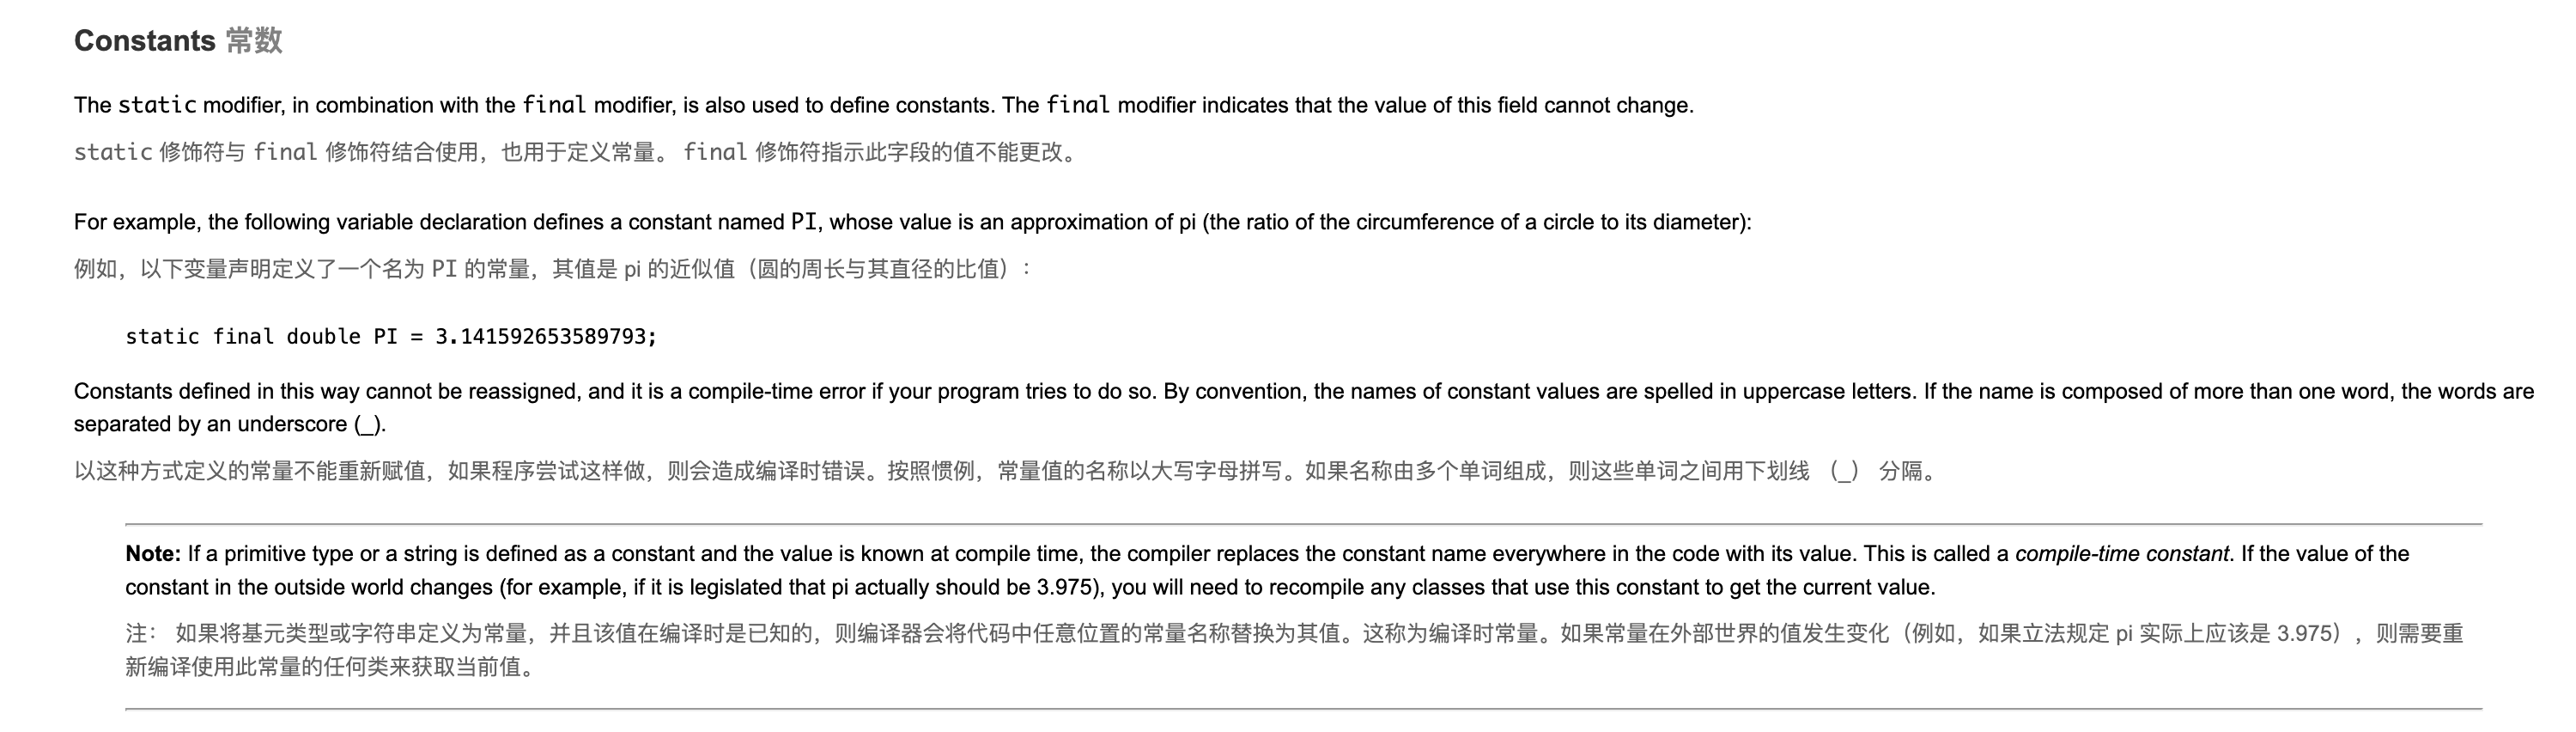 Constants 常数
The static modifier, in combination with the final modifier, is also used to define constants. The final modifier indicates that the value of this field cannot change.
static 修饰符与 final 修饰符结合使用，也用于定义常量。 final 修饰符指示此字段的值不能更改。
For example, the following variable declaration defines a constant named PI, whose value is an approximation of pi (the ratio of the circumference of a circle to its diameter):
例如，以下变量声明定义了一个名为 PI 的常量，其值是 pi 的近似值（圆的周长与其直径的比值）：
static final double PI = 3.141592653589793;
Constants defined in this way cannot be reassigned, and it is a compile-time error if your program tries to do so. By convention, the names of constant values are spelled in uppercase letters. If the name is composed of more than one word, the words are
separated by an underscore (_).
以这种方式定义的常量不能重新赋值，如果程序尝试这样做，则会造成编译时错误。按照惯例，常量值的名称以大写字母拼写。如果名称由多个单词组成，则这些单词之间用下划线 （_） 分隔。
Note: If a primitive type or a string is defined as a constant and the value is known at compile time, the compiler replaces the constant name everywhere in the code with its value. This is called a compile-time constant. If the value of the
constant in the outside world changes (for example, if it is legislated that pi actually should be 3.975), you will need to recompile any classes that use this constant to get the current value.
注： 如果将基元类型或字符串定义为常量，并且该值在编译时是已知的，则编译器会将代码中任意位置的常量名称替换为其值。这称为编译时常量。如果常量在外部世界的值发生变化（例如，如果立法规定 pi 实际上应该是 3.975），则需要重
新编译使用此常量的任何类来获取当前值。